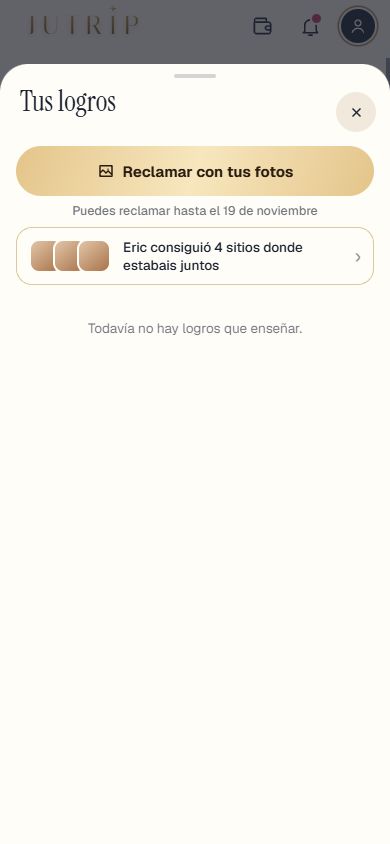 JUTRIP
Tus logros
Reclamar con tus fotos
Puedes reclamar hasta el 19 de noviembre
Eric consiguió 4 sitios donde
estabais juntos
Todavía no hay logros que enseñar.